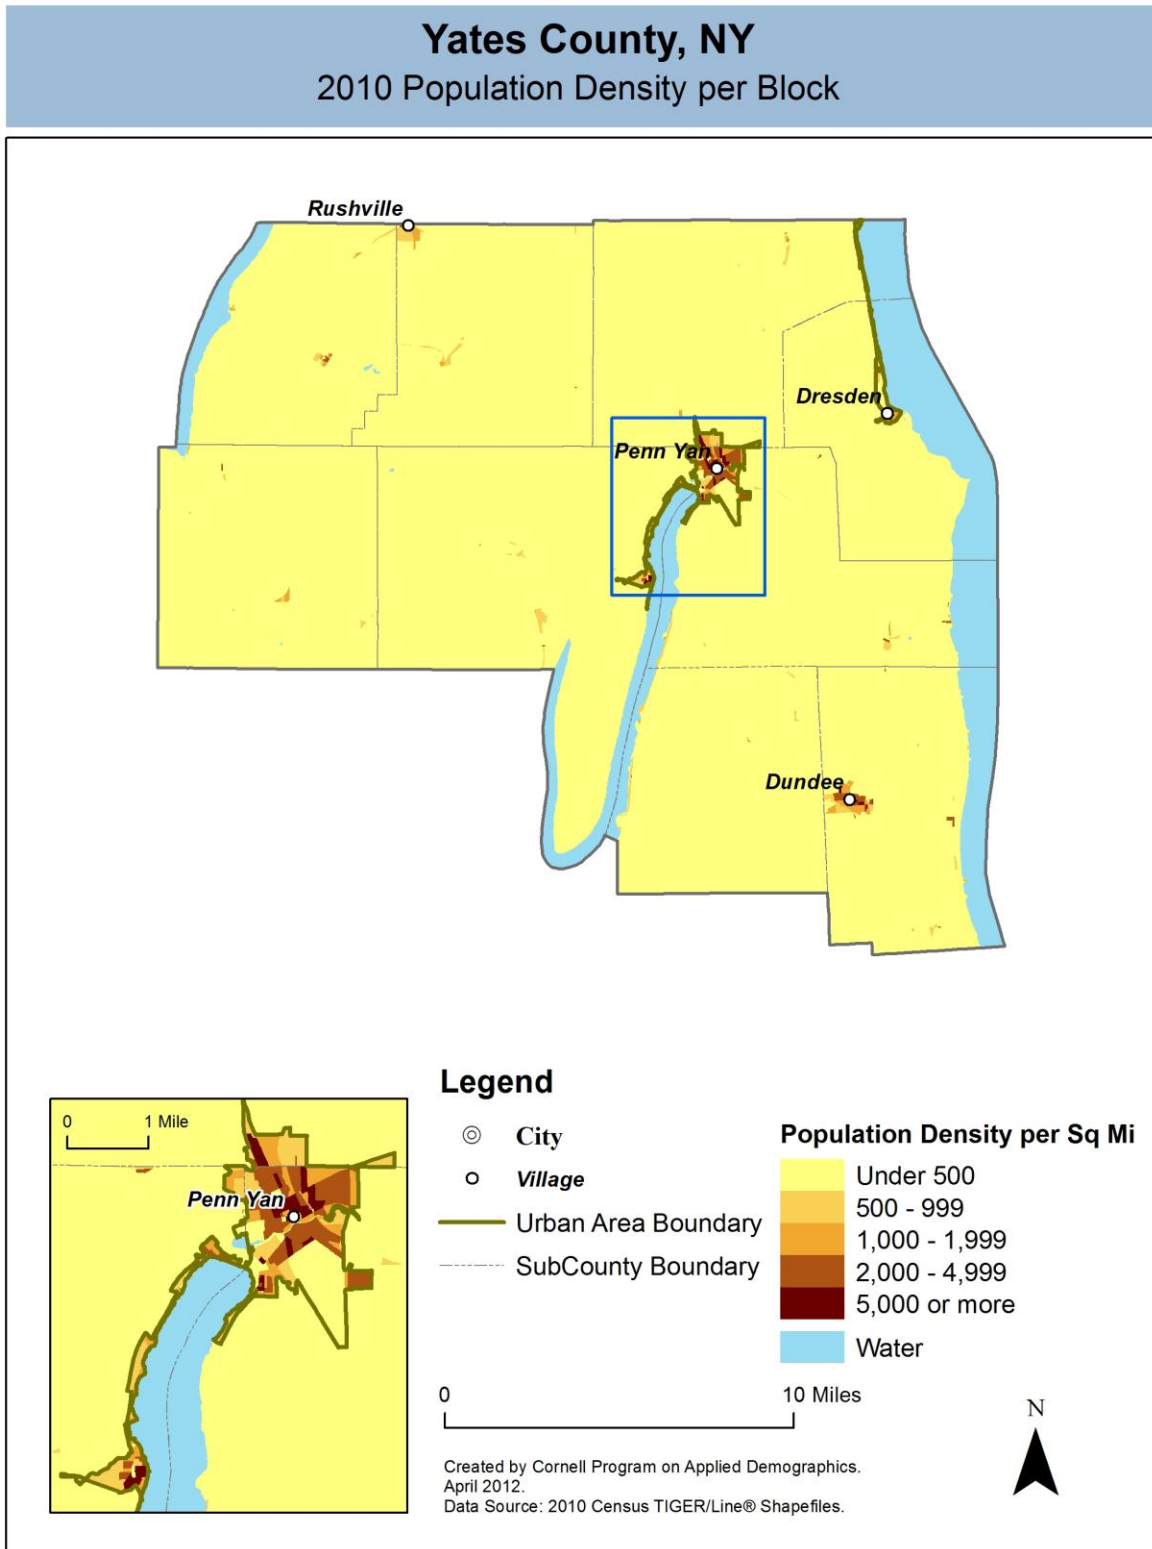 Yates County, NY
2010 Population Density per Block
Rushville
Dresden
Penn Yan
Dundee
0 1 Mile
Penn Yan
Legend
City
Village
Urban Area Boundary
SubCounty Boundary
Population Density per Sq Mi
Under 500
500 - 999
1,000 - 1,999
2,000 - 4,999
5,000 or more
Water
0 10 Miles
N
Created by Cornell Program on Applied Demographics.
April 2012.
Data Source: 2010 Census TIGER/Line® Shapefiles.